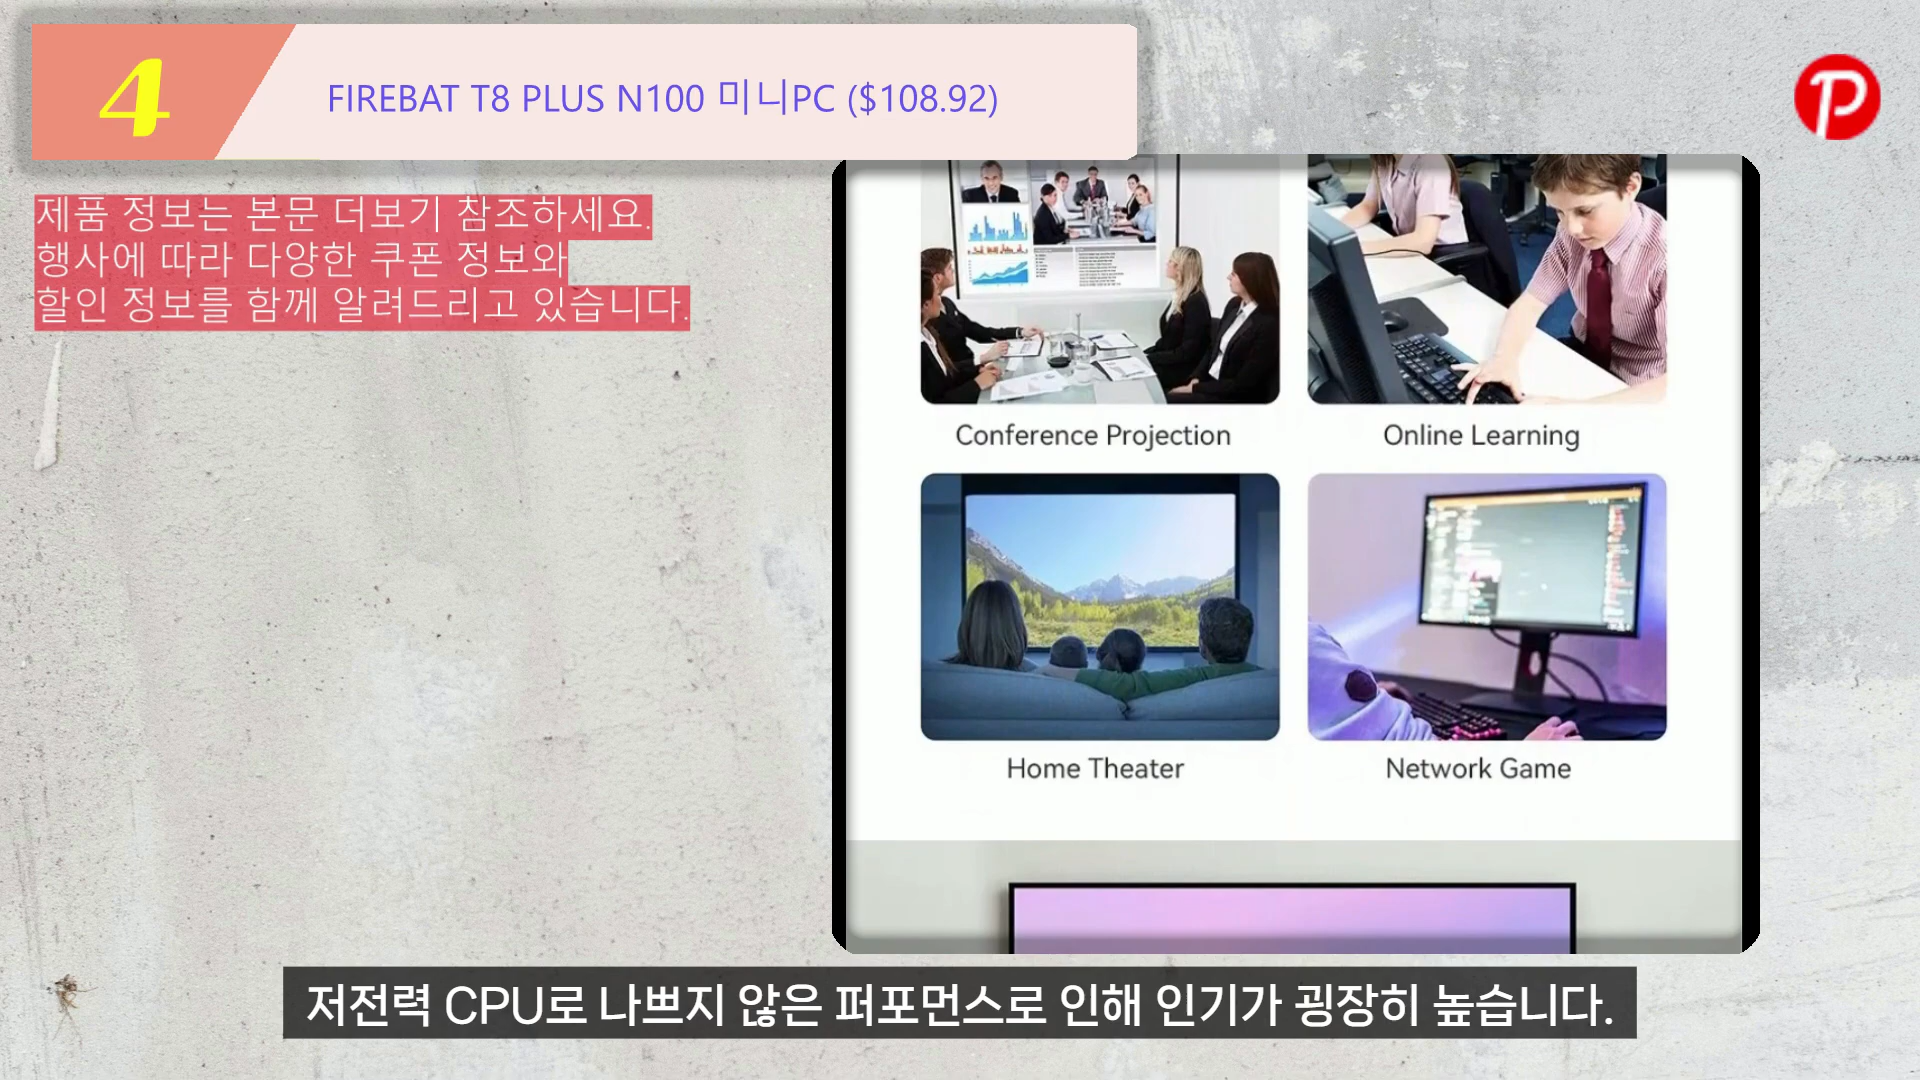 4
FIREBAT T8 PLUS N100 미니PC ($108.92)
제품 정보는 본문 더보기 참조하세요.
행사에 따라 다양한 쿠폰 정보와
할인 정보를 함께 알려드리고 있습니다.
Conference Projection
Online Learning
Home Theater
Network Game
저전력 CPU로 나쁘지 않은 퍼포먼스로 인해 인기가 굉장히 높습니다.